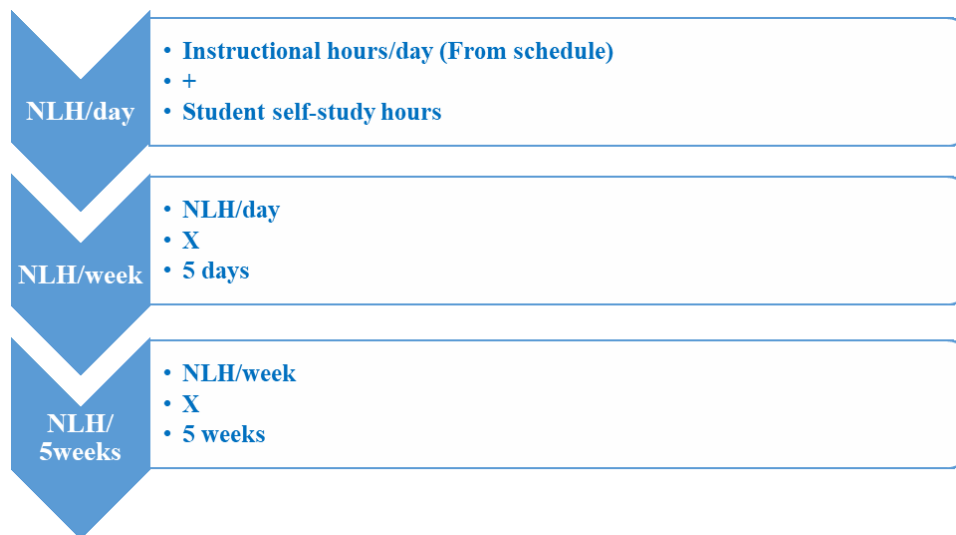 NLH/day
• Instructional hours/day (From schedule)
• +
• Student self-study hours
NLH/week
• NLH/day
• X
• 5 days
NLH/
5weeks
• NLH/week
• X
• 5 weeks